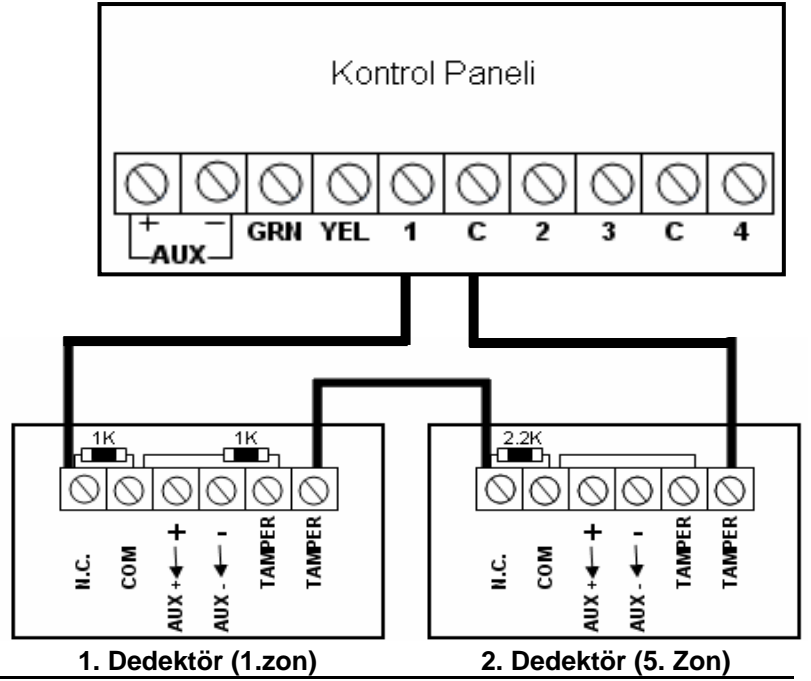 Kontrol Paneli
+ −
AUX
GRN YEL 1 C 2 3 C 4
1K 1K
2.2K
N.C. COM AUX + + AUX - - TAMPER TAMPER
N.C. COM AUX + + AUX - - TAMPER TAMPER
1. Dedektör (1.zon)
2. Dedektör (5. Zon)